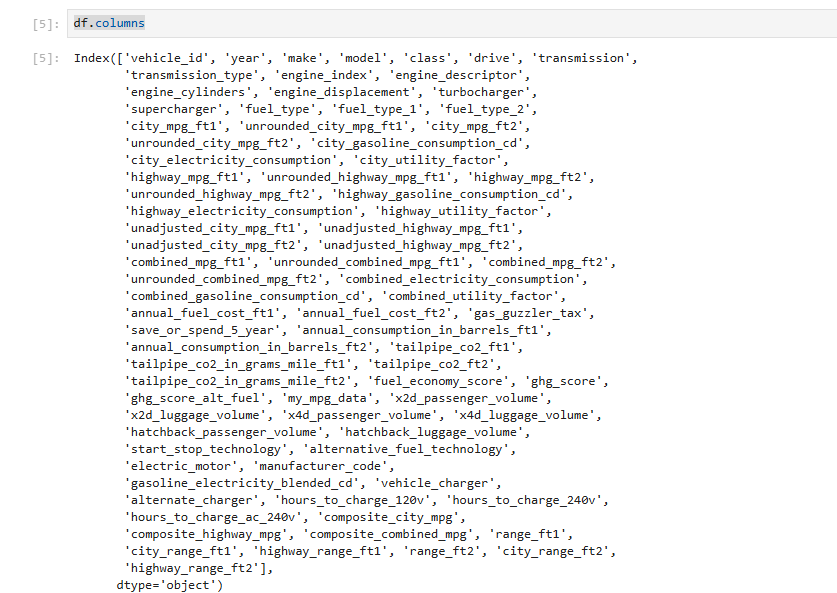 [5]: df.columns
[5]: Index(['vehicle_id', 'year', 'make', 'model', 'class', 'drive', 'transmission',
'transmission_type', 'engine_index', 'engine_descriptor',
'engine_cylinders', 'engine_displacement', 'turbocharger',
'supercharger', 'fuel_type', 'fuel_type_1', 'fuel_type_2',
'city_mpg_ft1', 'unrounded_city_mpg_ft1', 'city_mpg_ft2',
'unrounded_city_mpg_ft2', 'city_gasoline_consumption_cd',
'city_electricity_consumption', 'city_utility_factor',
'highway_mpg_ft1', 'unrounded_highway_mpg_ft1', 'highway_mpg_ft2',
'unrounded_highway_mpg_ft2', 'highway_gasoline_consumption_cd',
'highway_electricity_consumption', 'highway_utility_factor',
'unadjusted_city_mpg_ft1', 'unadjusted_highway_mpg_ft1',
'unadjusted_city_mpg_ft2', 'unadjusted_highway_mpg_ft2',
'combined_mpg_ft1', 'unrounded_combined_mpg_ft1', 'combined_mpg_ft2',
'unrounded_combined_mpg_ft2', 'combined_electricity_consumption',
'combined_gasoline_consumption_cd', 'combined_utility_factor',
'annual_fuel_cost_ft1', 'annual_fuel_cost_ft2', 'gas_guzzler_tax',
'save_or_spend_5_year', 'annual_consumption_in_barrels_ft1',
'annual_consumption_in_barrels_ft2', 'tailpipe_co2_ft1',
'tailpipe_co2_in_grams_mile_ft1', 'tailpipe_co2_ft2',
'tailpipe_co2_in_grams_mile_ft2', 'fuel_economy_score', 'ghg_score',
'ghg_score_alt_fuel', 'my_mpg_data', 'x2d_passenger_volume',
'x2d_luggage_volume', 'x4d_passenger_volume', 'x4d_luggage_volume',
'hatchback_passenger_volume', 'hatchback_luggage_volume',
'start_stop_technology', 'alternative_fuel_technology',
'electric_motor', 'manufacturer_code',
'gasoline_electricity_blended_cd', 'vehicle_charger',
'alternate_charger', 'hours_to_charge_120v', 'hours_to_charge_240v',
'hours_to_charge_ac_240v', 'composite_city_mpg',
'composite_highway_mpg', 'composite_combined_mpg', 'range_ft1',
'city_range_ft1', 'highway_range_ft1', 'range_ft2', 'city_range_ft2',
'highway_range_ft2'],
dtype='object')